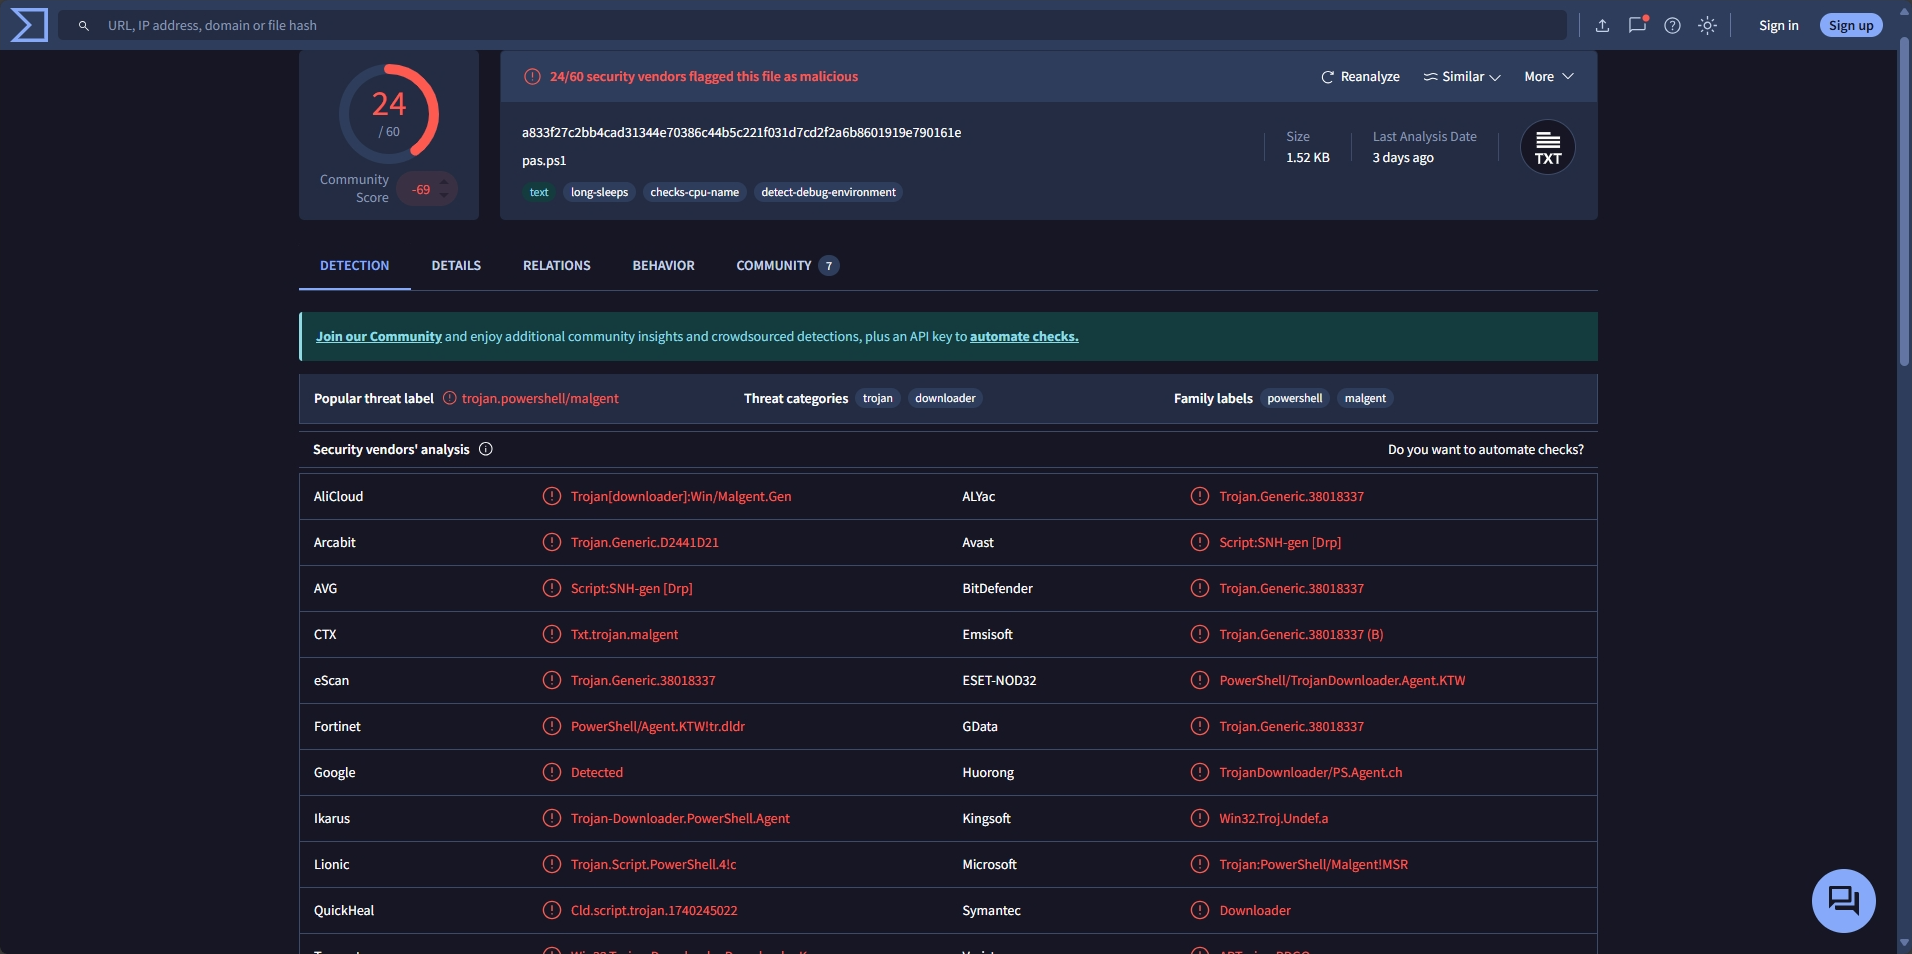 URL, IP address, domain or file hash
Sign in
Sign up
24
/ 60
Community
Score
-69
24/60 security vendors flagged this file as malicious
Reanalyze
Similar
More
a833f27c2bb4cad31344e70386c44b5c221f031d7cd2f2a6b8601919e790161e
pas.ps1
text
long-sleeps
checks-cpu-name
detect-debug-environment
Size
1.52 KB
Last Analysis Date
3 days ago
TXT
DETECTION
DETAILS
RELATIONS
BEHAVIOR
COMMUNITY
7
Join our Community and enjoy additional community insights and crowdsourced detections, plus an API key to automate checks.
Popular threat label
trojan.powershell/malgent
Threat categories
trojan
downloader
Family labels
powershell
malgent
Security vendors' analysis
Do you want to automate checks?
AliCloud
Trojan[downloader]:Win/Malgent.Gen
ALYac
Trojan.Generic.38018337
Arcabit
Trojan.Generic.D2441D21
Avast
Script:SNH-gen [Drp]
AVG
Script:SNH-gen [Drp]
BitDefender
Trojan.Generic.38018337
CTX
Txt.trojan.malgent
Emsisoft
Trojan.Generic.38018337 (B)
eScan
Trojan.Generic.38018337
ESET-NOD32
PowerShell/TrojanDownloader.Agent.KTW
Fortinet
PowerShell/Agent.KTW!tr.dldr
GData
Trojan.Generic.38018337
Google
Detected
Huorong
TrojanDownloader/PS.Agent.ch
Ikarus
Trojan-Downloader.PowerShell.Agent
Kingsoft
Win32.Troj.Undef.a
Lionic
Trojan.Script.PowerShell.4!c
Microsoft
Trojan:PowerShell/Malgent!MSR
QuickHeal
Cld.script.trojan.1740245022
Symantec
Downloader